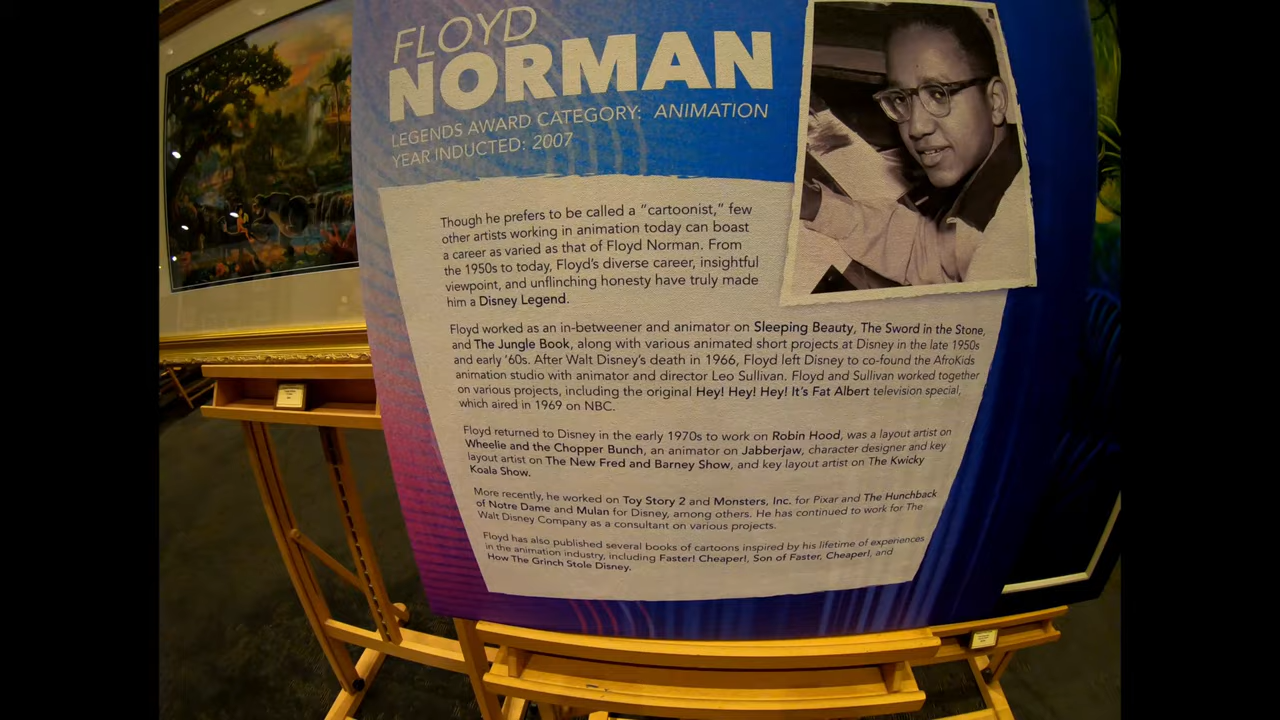 FLOYD
NORMAN
LEGENDS AWARD CATEGORY: ANIMATION
YEAR INDUCTED: 2007
Though he prefers to be called a “cartoonist,” few
other artists working in animation today can boast
a career as varied as that of Floyd Norman. From
the 1950s to today, Floyd’s diverse career, insightful
viewpoint, and unflinching honesty have truly made
him a Disney Legend.
Floyd worked as an in-betweener and animator on Sleeping Beauty, The Sword in the Stone,
and The Jungle Book, along with various animated short projects at Disney in the late 1950s
and early ’60s. After Walt Disney’s death in 1966, Floyd left Disney to co-found the AfroKids
animation studio with animator and director Leo Sullivan. Floyd and Sullivan worked together
on various projects, including the original Hey! Hey! Hey! It’s Fat Albert television special,
which aired in 1969 on NBC.
Floyd returned to Disney in the early 1970s to work on Robin Hood, was a layout artist on
Wheelie and the Chopper Bunch, an animator on Jabberjaw, character designer and key
layout artist on The New Fred and Barney Show, and key layout artist on The Kwicky
Koala Show.
More recently, he worked on Toy Story 2 and Monsters, Inc. for Pixar and The Hunchback
of Notre Dame and Mulan for Disney, among others. He has continued to work for The
Walt Disney Company as a consultant on various projects.
Floyd has also published several books of cartoons inspired by his lifetime of experiences
in the animation industry, including Faster! Cheaper!, Son of Faster, Cheaper!, and
How The Grinch Stole Disney.